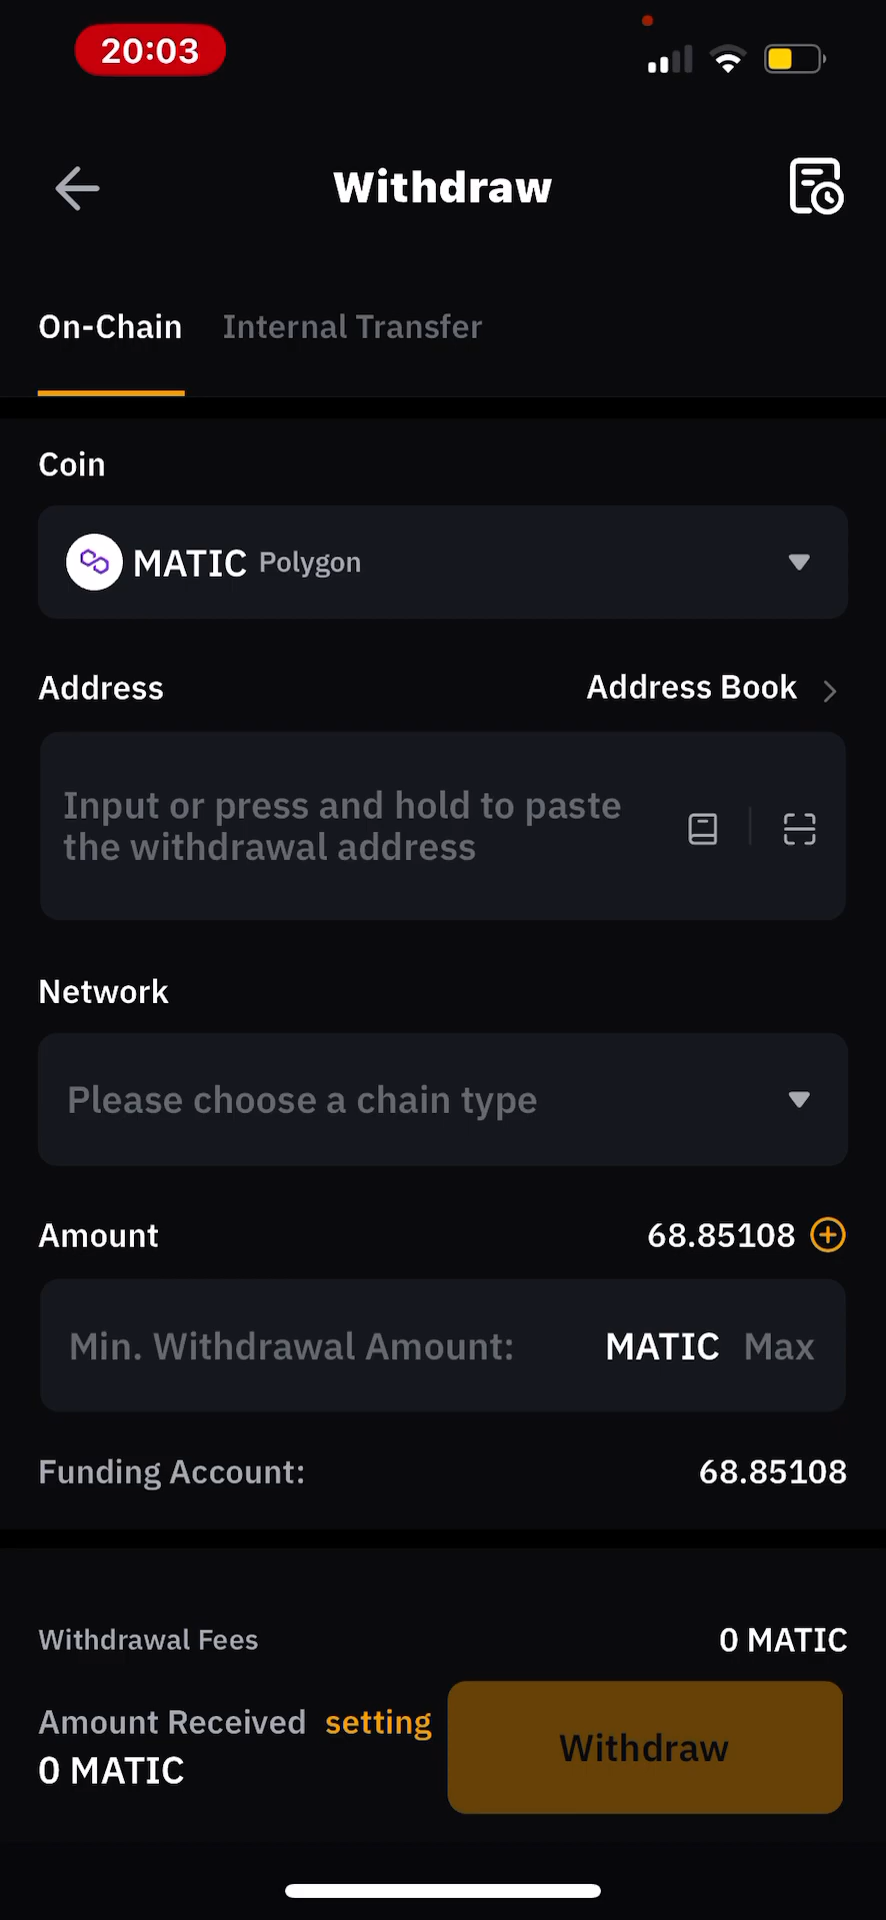 20:03
Withdraw
On-Chain
Internal Transfer
Coin
MATIC Polygon
Address
Address Book
Input or press and hold to paste
the withdrawal address
Network
Please choose a chain type
Amount
68.85108
Min. Withdrawal Amount:
MATIC
Max
Funding Account:
68.85108
Withdrawal Fees
0 MATIC
Amount Received setting
0 MATIC
Withdraw